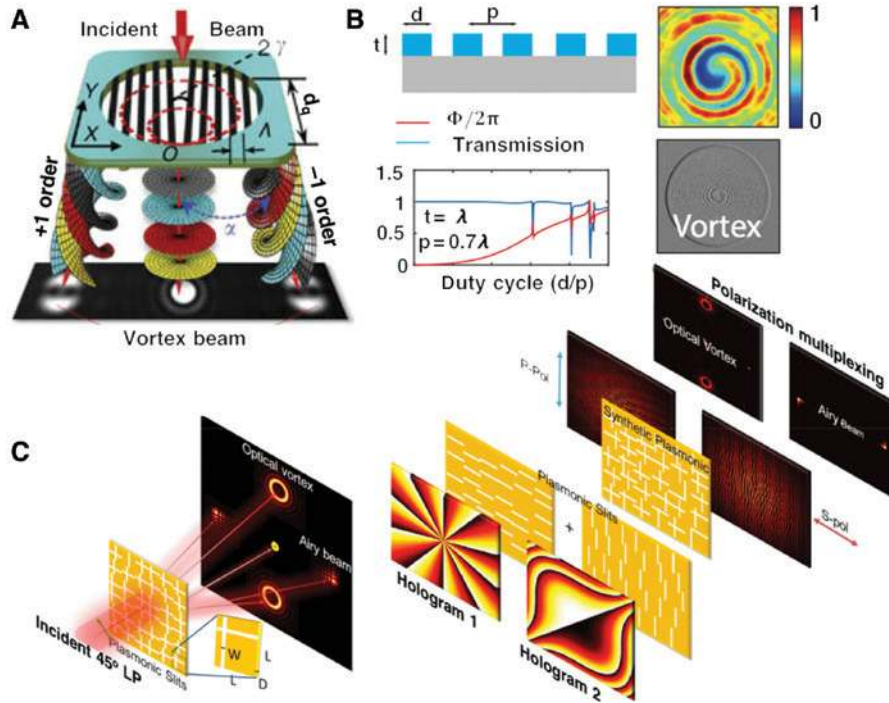 A
Incident Beam
2γ
Y
X
O
Λ
d_q
+1 order
−1 order
α
Vortex beam
B
d p
t
Φ/2π
Transmission
1.5
1
0.5
0
t = λ
p = 0.7λ
Duty cycle (d/p)
1
0
Vortex
C
Optical vortex
Airy beam
Incident 45° LP
Plasmonic Slits
W
L
L D
Polarization multiplexing
Optical Vortex
Airy Beam
P-Pol
Synthetic Plasmonic
S-pol
Plasmonic Slits
+
Hologram 1
Hologram 2